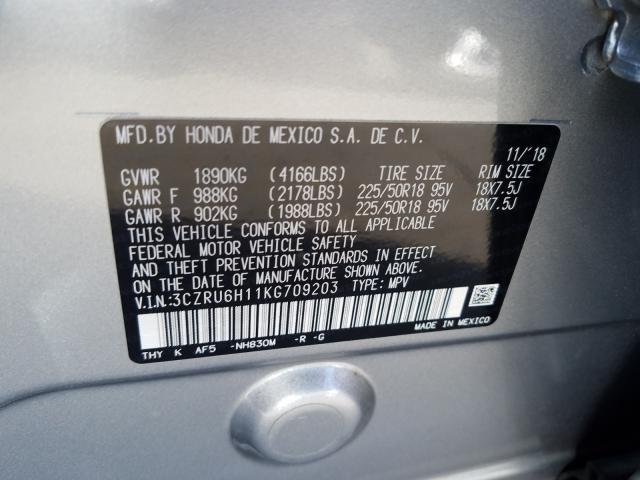 MFD.BY HONDA DE MEXICO S.A. DE C.V.
11/'18
GVWR 1890KG (4166LBS) TIRE SIZE RIM SIZE
GAWR F 988KG (2178LBS) 225/50R18 95V 18X7.5J
GAWR R 902KG (1988LBS) 225/50R18 95V 18X7.5J
THIS VEHICLE CONFORMS TO ALL APPLICABLE
FEDERAL MOTOR VEHICLE SAFETY
AND THEFT PREVENTION STANDARDS IN EFFECT
ON THE DATE OF MANUFACTURE SHOWN ABOVE.
V.I.N.:3CZRU6H11KG709203 TYPE: MPV
MADE IN MEXICO
THY K AF5 -NH830M -R -G